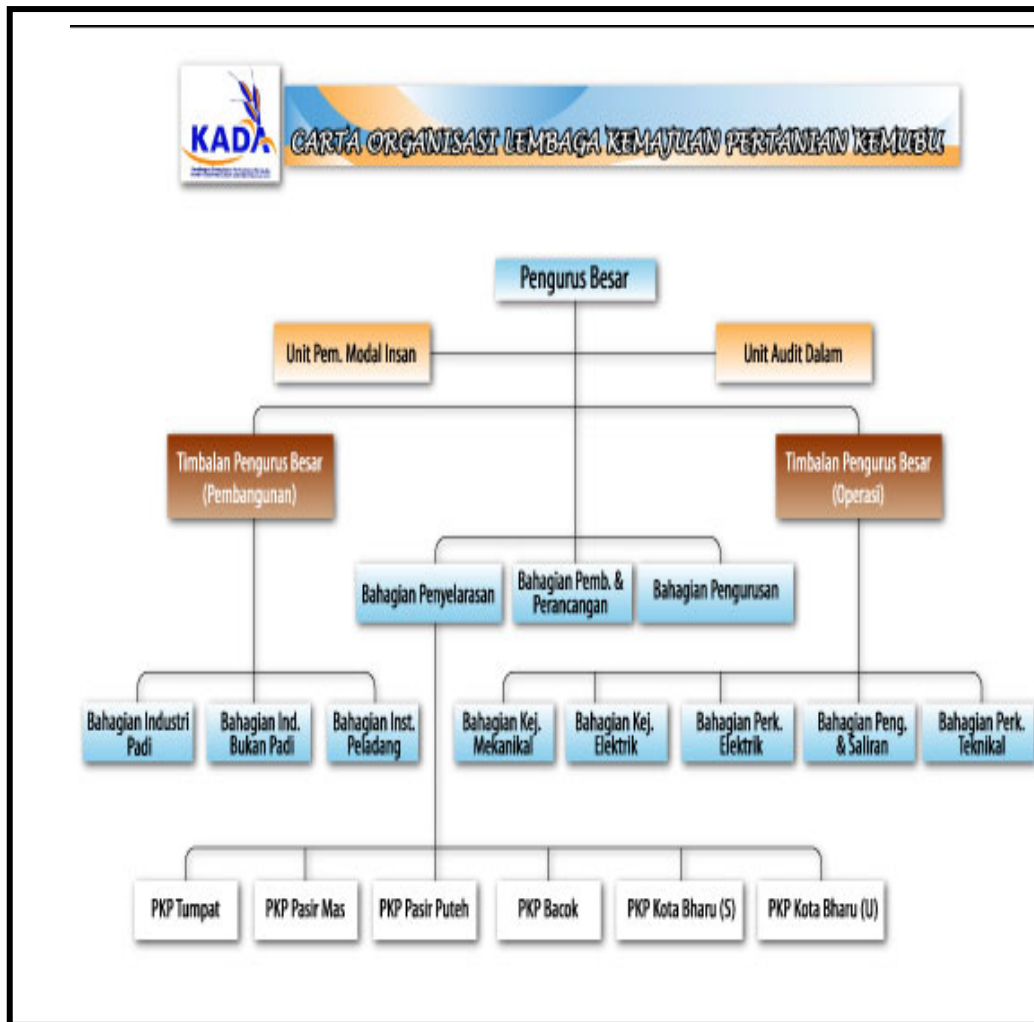 KADA
CARTA ORGANISASI LEMBAGA KEMAJUAN PERTANIAN KEMUBU
Pengurus Besar
Unit Pem. Modal Insan
Unit Audit Dalam
Timbalan Pengurus Besar
(Pembangunan)
Timbalan Pengurus Besar
(Operasi)
Bahagian Penyelarasan
Bahagian Pemb. &
Perancangan
Bahagian Pengurusan
Bahagian Industri
Padi
Bahagian Ind.
Bukan Padi
Bahagian Inst.
Peladang
Bahagian Kej.
Mekanikal
Bahagian Kej.
Elektrik
Bahagian Perk.
Elektrik
Bahagian Peng.
& Saliran
Bahagian Perk.
Teknikal
PKP Tumpat
PKP Pasir Mas
PKP Pasir Puteh
PKP Bacok
PKP Kota Bharu (S)
PKP Kota Bharu (U)